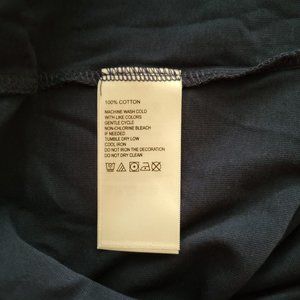 100% COTTON
MACHINE WASH COLD
WITH LIKE COLORS
GENTLE CYCLE
NON-CHLORINE BLEACH
IF NEEDED
TUMBLE DRY LOW
COOL IRON
DO NOT IRON THE DECORATION
DO NOT DRY CLEAN